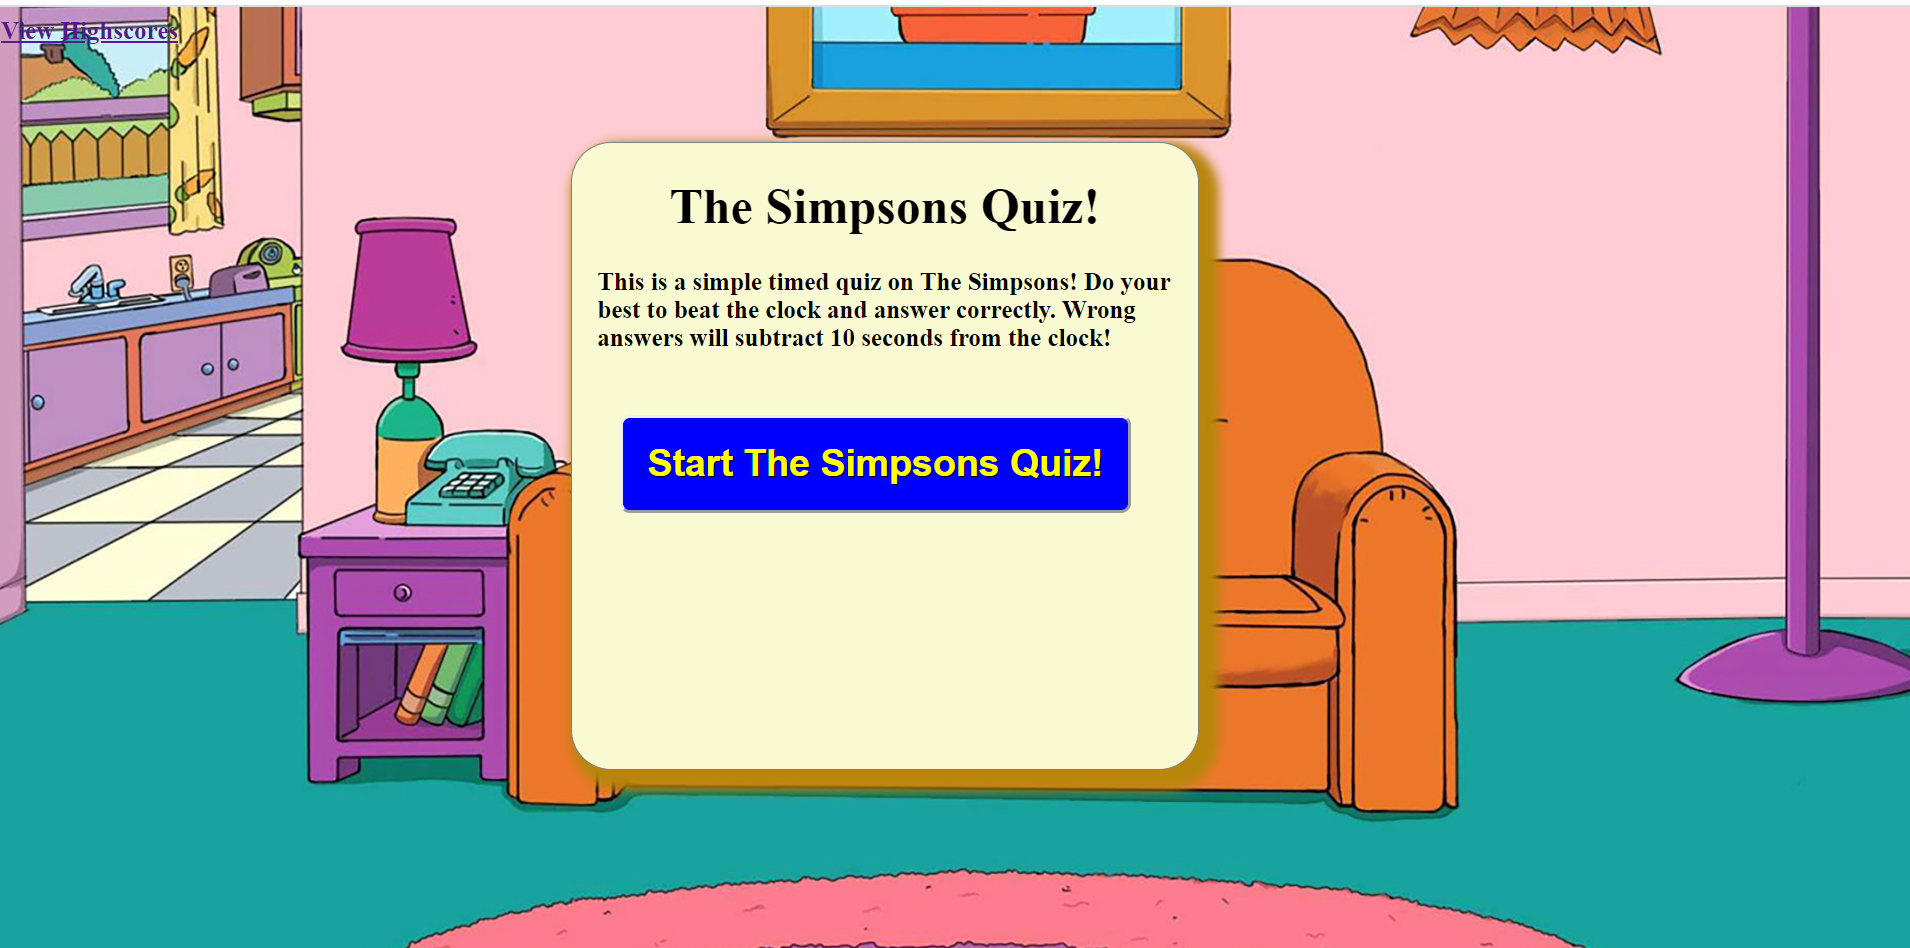 View Highscores
The Simpsons Quiz!
This is a simple timed quiz on The Simpsons! Do your
best to beat the clock and answer correctly. Wrong
answers will subtract 10 seconds from the clock!
Start The Simpsons Quiz!